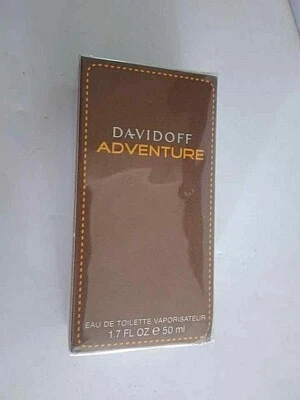 DAVIDOFF
ADVENTURE
EAU DE TOILETTE VAPORISATEUR
1.7 FL OZ ℮ 50 ml